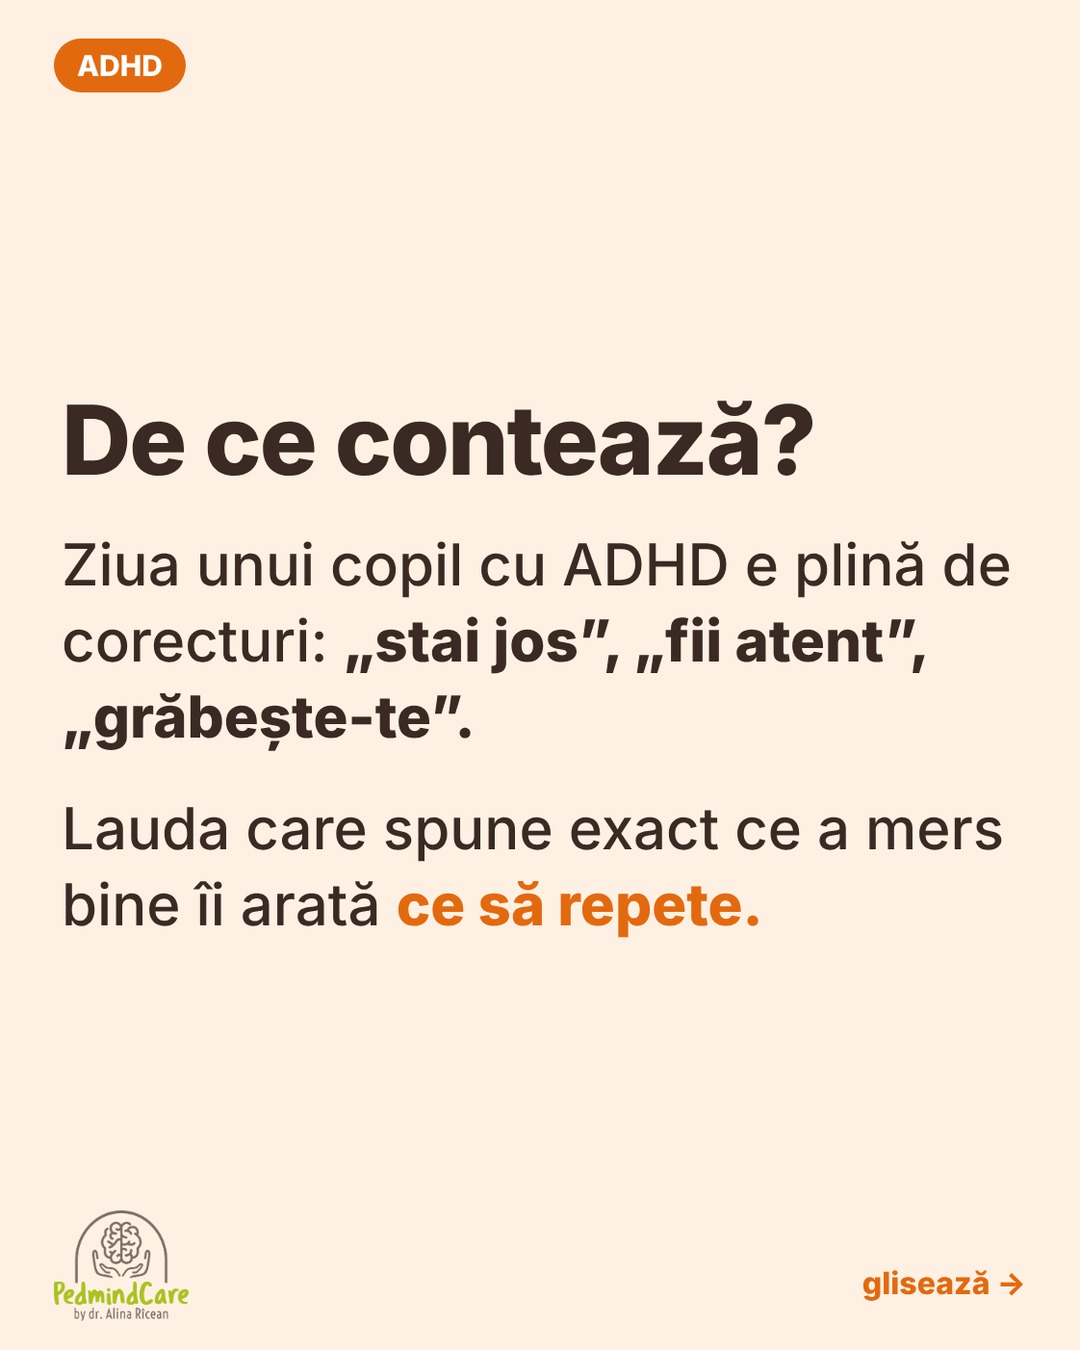 ADHD
De ce contează?
Ziua unui copil cu ADHD e plină de
corecturi: „stai jos”, „fii atent”,
„grăbește-te”.
Lauda care spune exact ce a mers
bine îi arată ce să repete.
PedmindCare
by dr. Alina Rîcean
glisează →